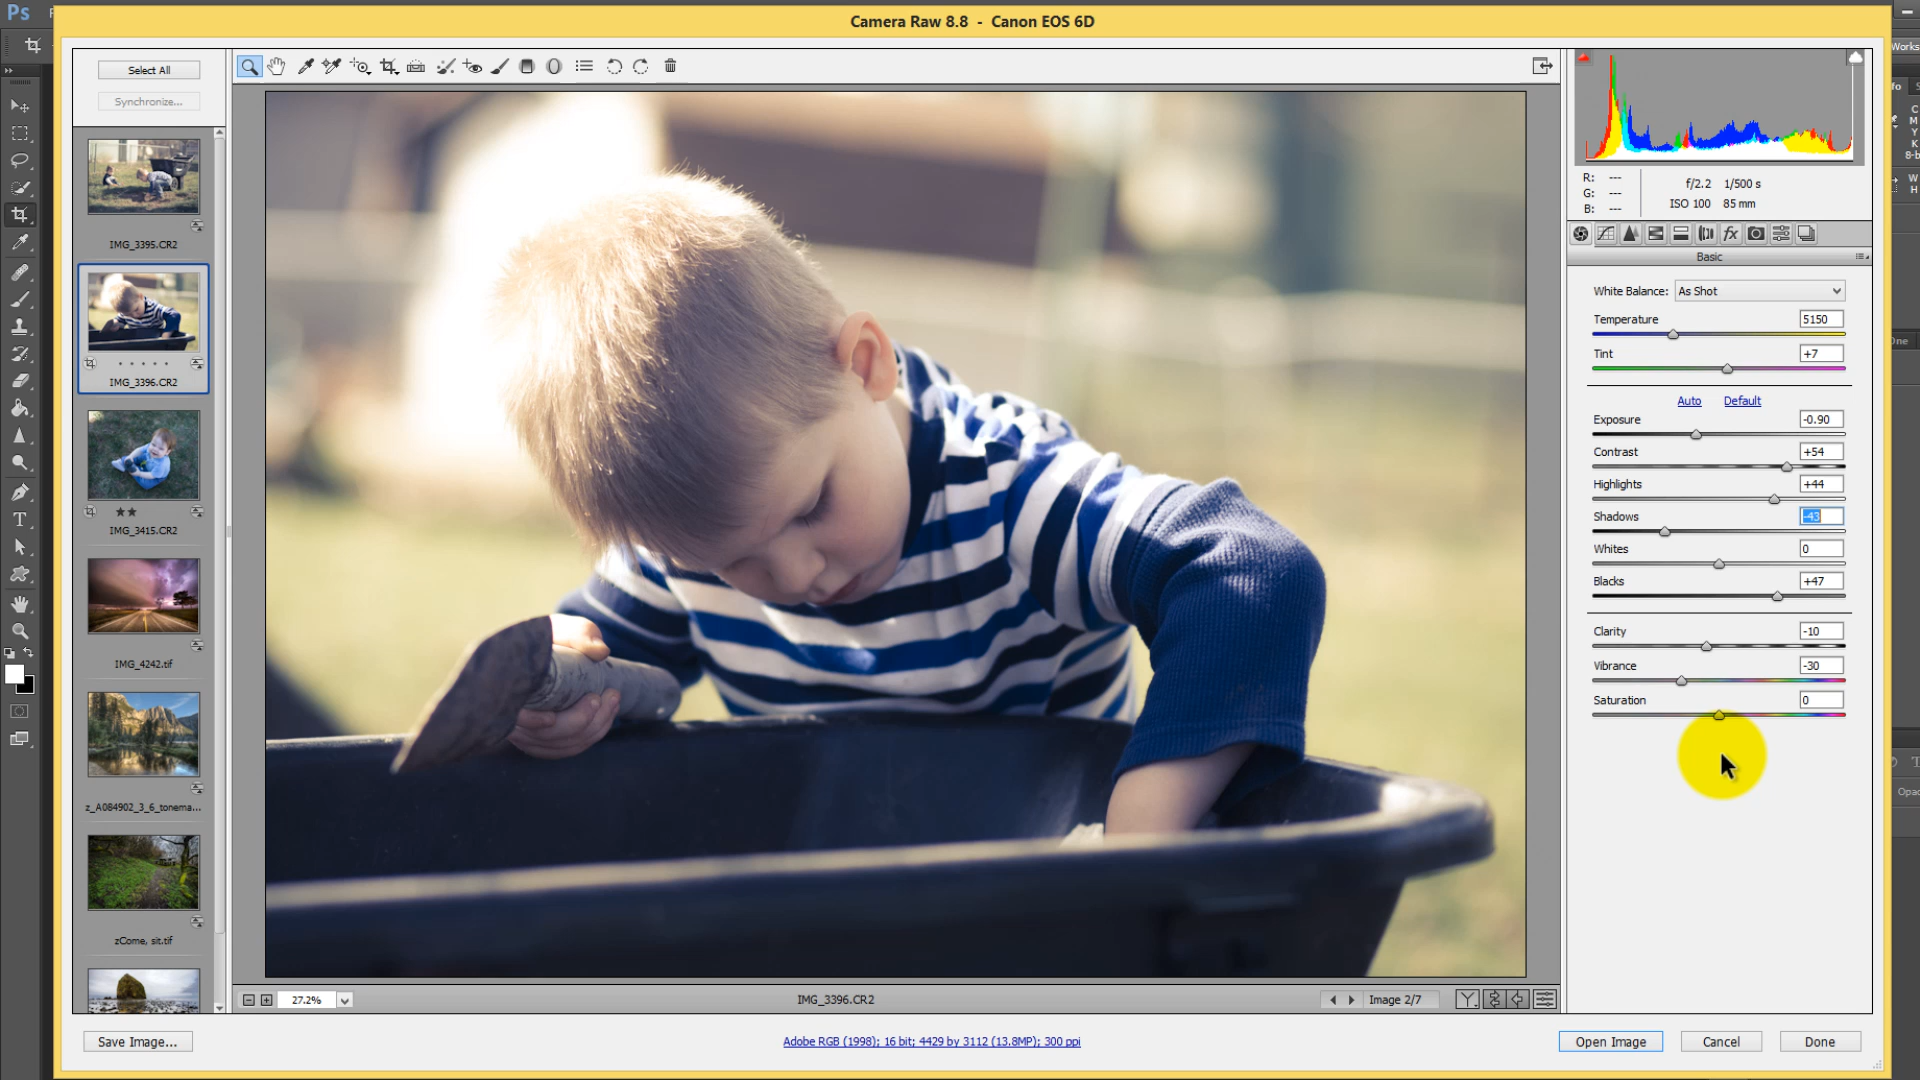 Ps
Camera Raw 8.8 - Canon EOS 6D
Works
Select All
Synchronize...
IMG_3395.CR2
IMG_3396.CR2
IMG_3415.CR2
IMG_4242.tif
z_A084902_3_6_tonema...
zCome, sit.tif
R: ---
G: ---
B: ---
f/2.2 1/500 s
ISO 100 85 mm
fx
Basic
White Balance: As Shot
Temperature 5150
Tint +7
Auto Default
Exposure -0.90
Contrast +54
Highlights +44
Shadows -43
Whites 0
Blacks +47
Clarity -10
Vibrance -30
Saturation 0
C
M
Y
K
8-b
W
H
T
27.2%
IMG_3396.CR2
Image 2/7
Y
Save Image...
Adobe RGB (1998); 16 bit; 4429 by 3112 (13.8MP); 300 ppi
Open Image
Cancel
Done